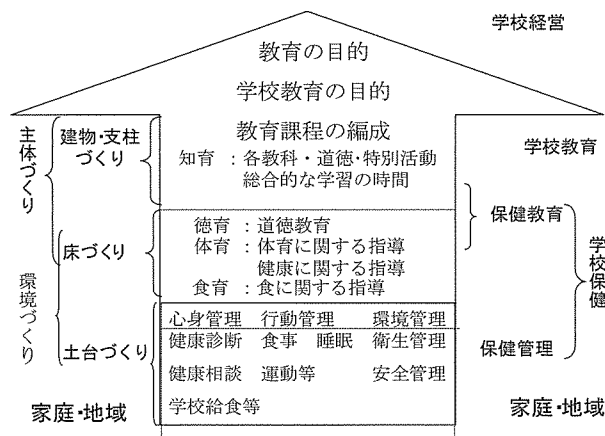 学校経営
教育の目的
学校教育の目的
教育課程の編成
知育 : 各教科・道徳・特別活動
総合的な学習の時間
徳育 : 道徳教育
体育 : 体育に関する指導
健康に関する指導
食育 : 食に関する指導
心身管理 行動管理 環境管理
健康診断 食事 睡眠 衛生管理
健康相談 運動等 安全管理
学校給食等
主体づくり
環境づくり
建物・支柱
づくり
床づくり
土台づくり
家庭・地域
学校教育
保健教育
学校保健
保健管理
家庭・地域